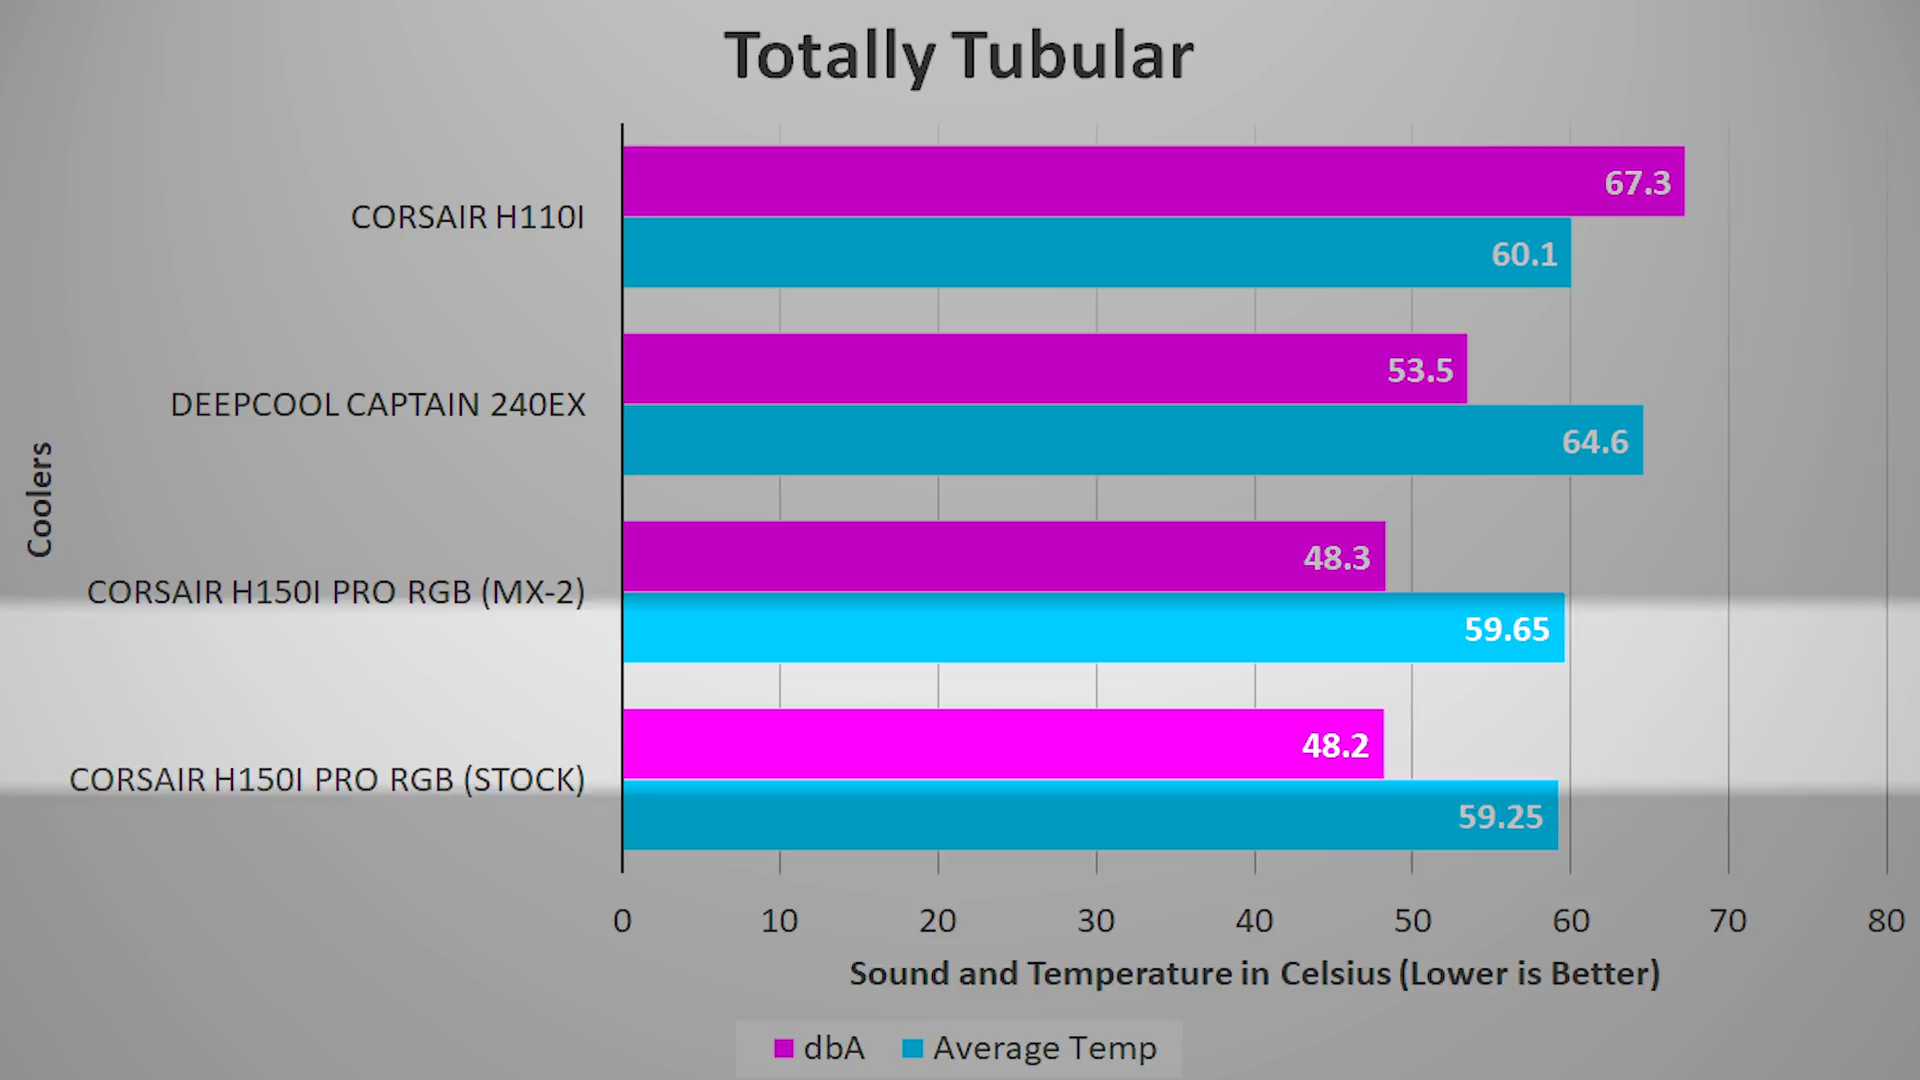 Totally Tubular
Coolers
CORSAIR H110I
67.3
60.1
DEEPCOOL CAPTAIN 240EX
53.5
64.6
CORSAIR H150I PRO RGB (MX-2)
48.3
59.65
CORSAIR H150I PRO RGB (STOCK)
48.2
59.25
0 10 20 30 40 50 60 70 80
Sound and Temperature in Celsius (Lower is Better)
dbA Average Temp